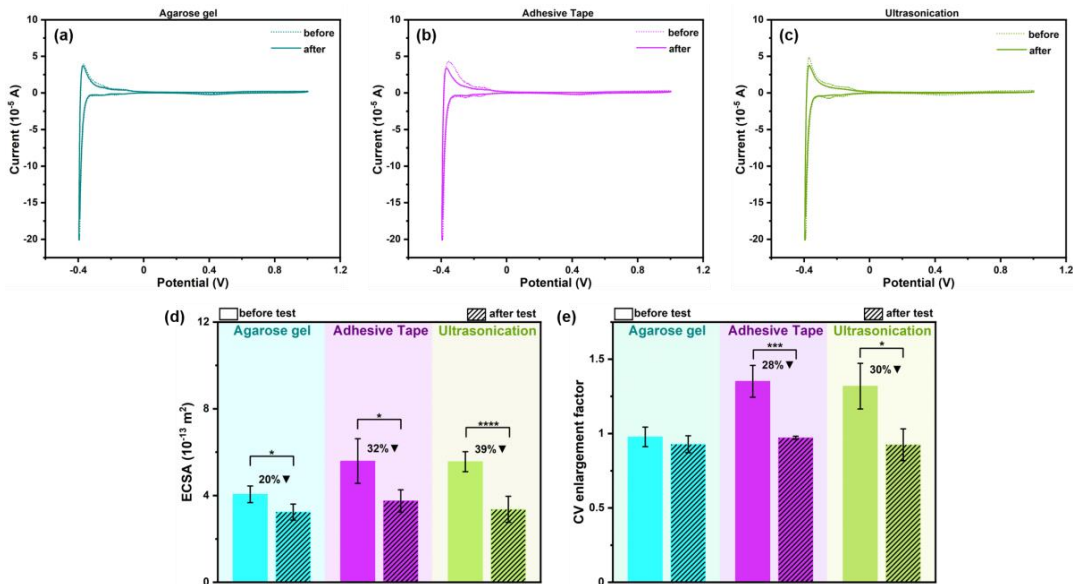 Agarose gel
(a)
before
after
Current (10⁻⁵ A)
10
5
0
-5
-10
-15
-20
-0.4 0 0.4 0.8 1.2
Potential (V)
Adhesive Tape
(b)
before
after
Current (10⁻⁵ A)
10
5
0
-5
-10
-15
-20
-0.4 0 0.4 0.8 1.2
Potential (V)
Ultrasonication
(c)
before
after
Current (10⁻⁵ A)
10
5
0
-5
-10
-15
-20
-0.4 0 0.4 0.8 1.2
Potential (V)
(d) before test after test
Agarose gel Adhesive Tape Ultrasonication
ECSA (10⁻¹³ m²)
12
8
4
0
*
20% ▼
*
32% ▼
****
39% ▼
(e) before test after test
Agarose gel Adhesive Tape Ultrasonication
CV enlargement factor
1.5
1
0.5
0
***
28% ▼
*
30% ▼